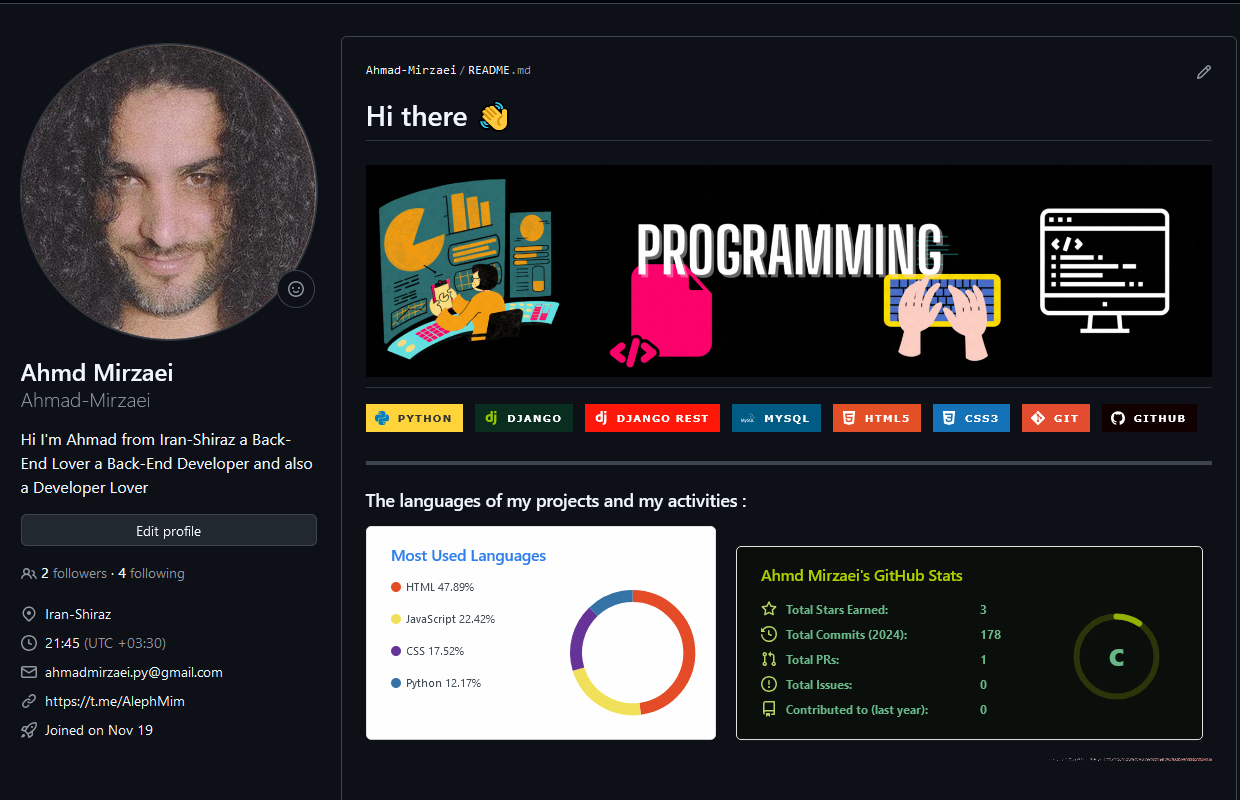 Ahmd Mirzaei
Ahmad-Mirzaei
Hi I'm Ahmad from Iran-Shiraz a Back-
End Lover a Back-End Developer and also
a Developer Lover
Edit profile
2 followers · 4 following
Iran-Shiraz
21:45 (UTC +03:30)
ahmadmirzaei.py@gmail.com
https://t.me/AlephMim
Joined on Nov 19
Ahmad-Mirzaei/README.md
Hi there 👋
PROGRAMMING
</>
</>
PYTHON dj DJANGO dj DJANGO REST MySQL MYSQL 5 HTML5 3 CSS3 GIT GITHUB
The languages of my projects and my activities :
Most Used Languages
HTML 47.89%
JavaScript 22.42%
CSS 17.52%
Python 12.17%
Ahmd Mirzaei's GitHub Stats
Total Stars Earned: 3
Total Commits (2024): 178
Total PRs: 1
Total Issues: 0
Contributed to (last year): 0
C